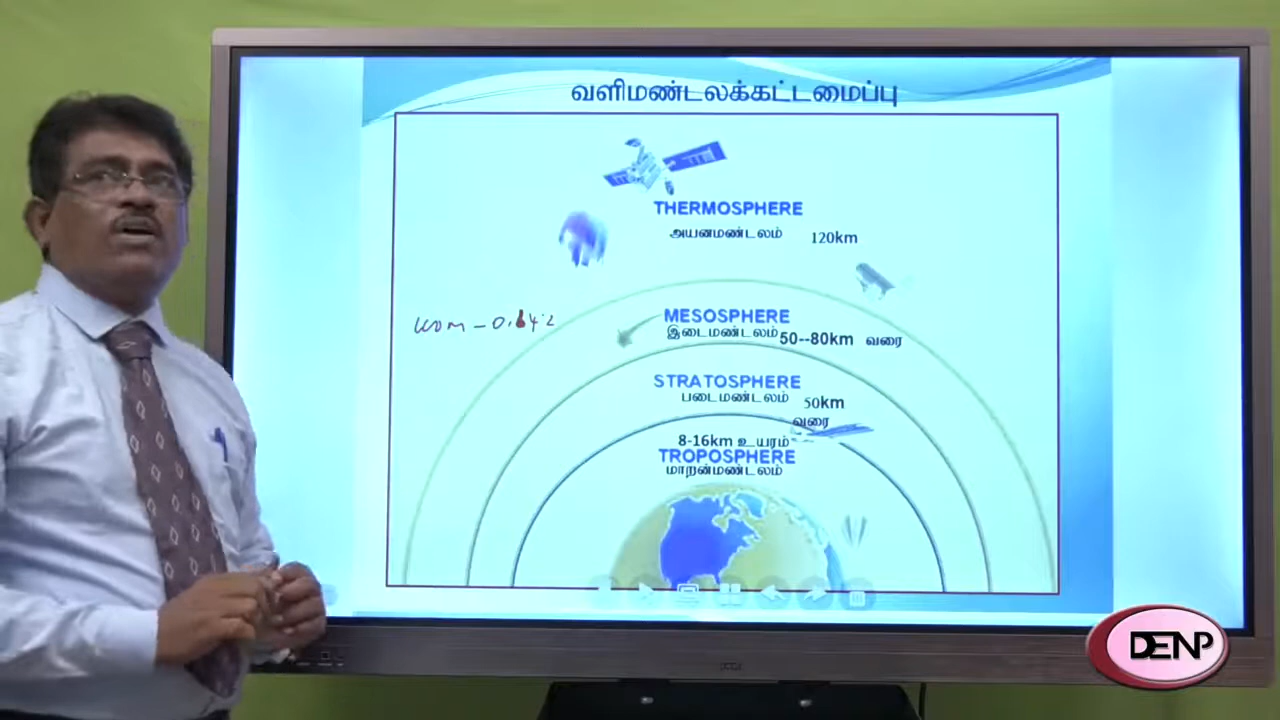 வளிமண்டலக்கட்டமைப்பு
THERMOSPHERE
அயனமண்டலம் 120km
MESOSPHERE
இடைமண்டலம் 50--80km வரை
STRATOSPHERE
படைமண்டலம் 50km
வரை
8-16km உயரம்
TROPOSPHERE
மாறன்மண்டலம்
DENP